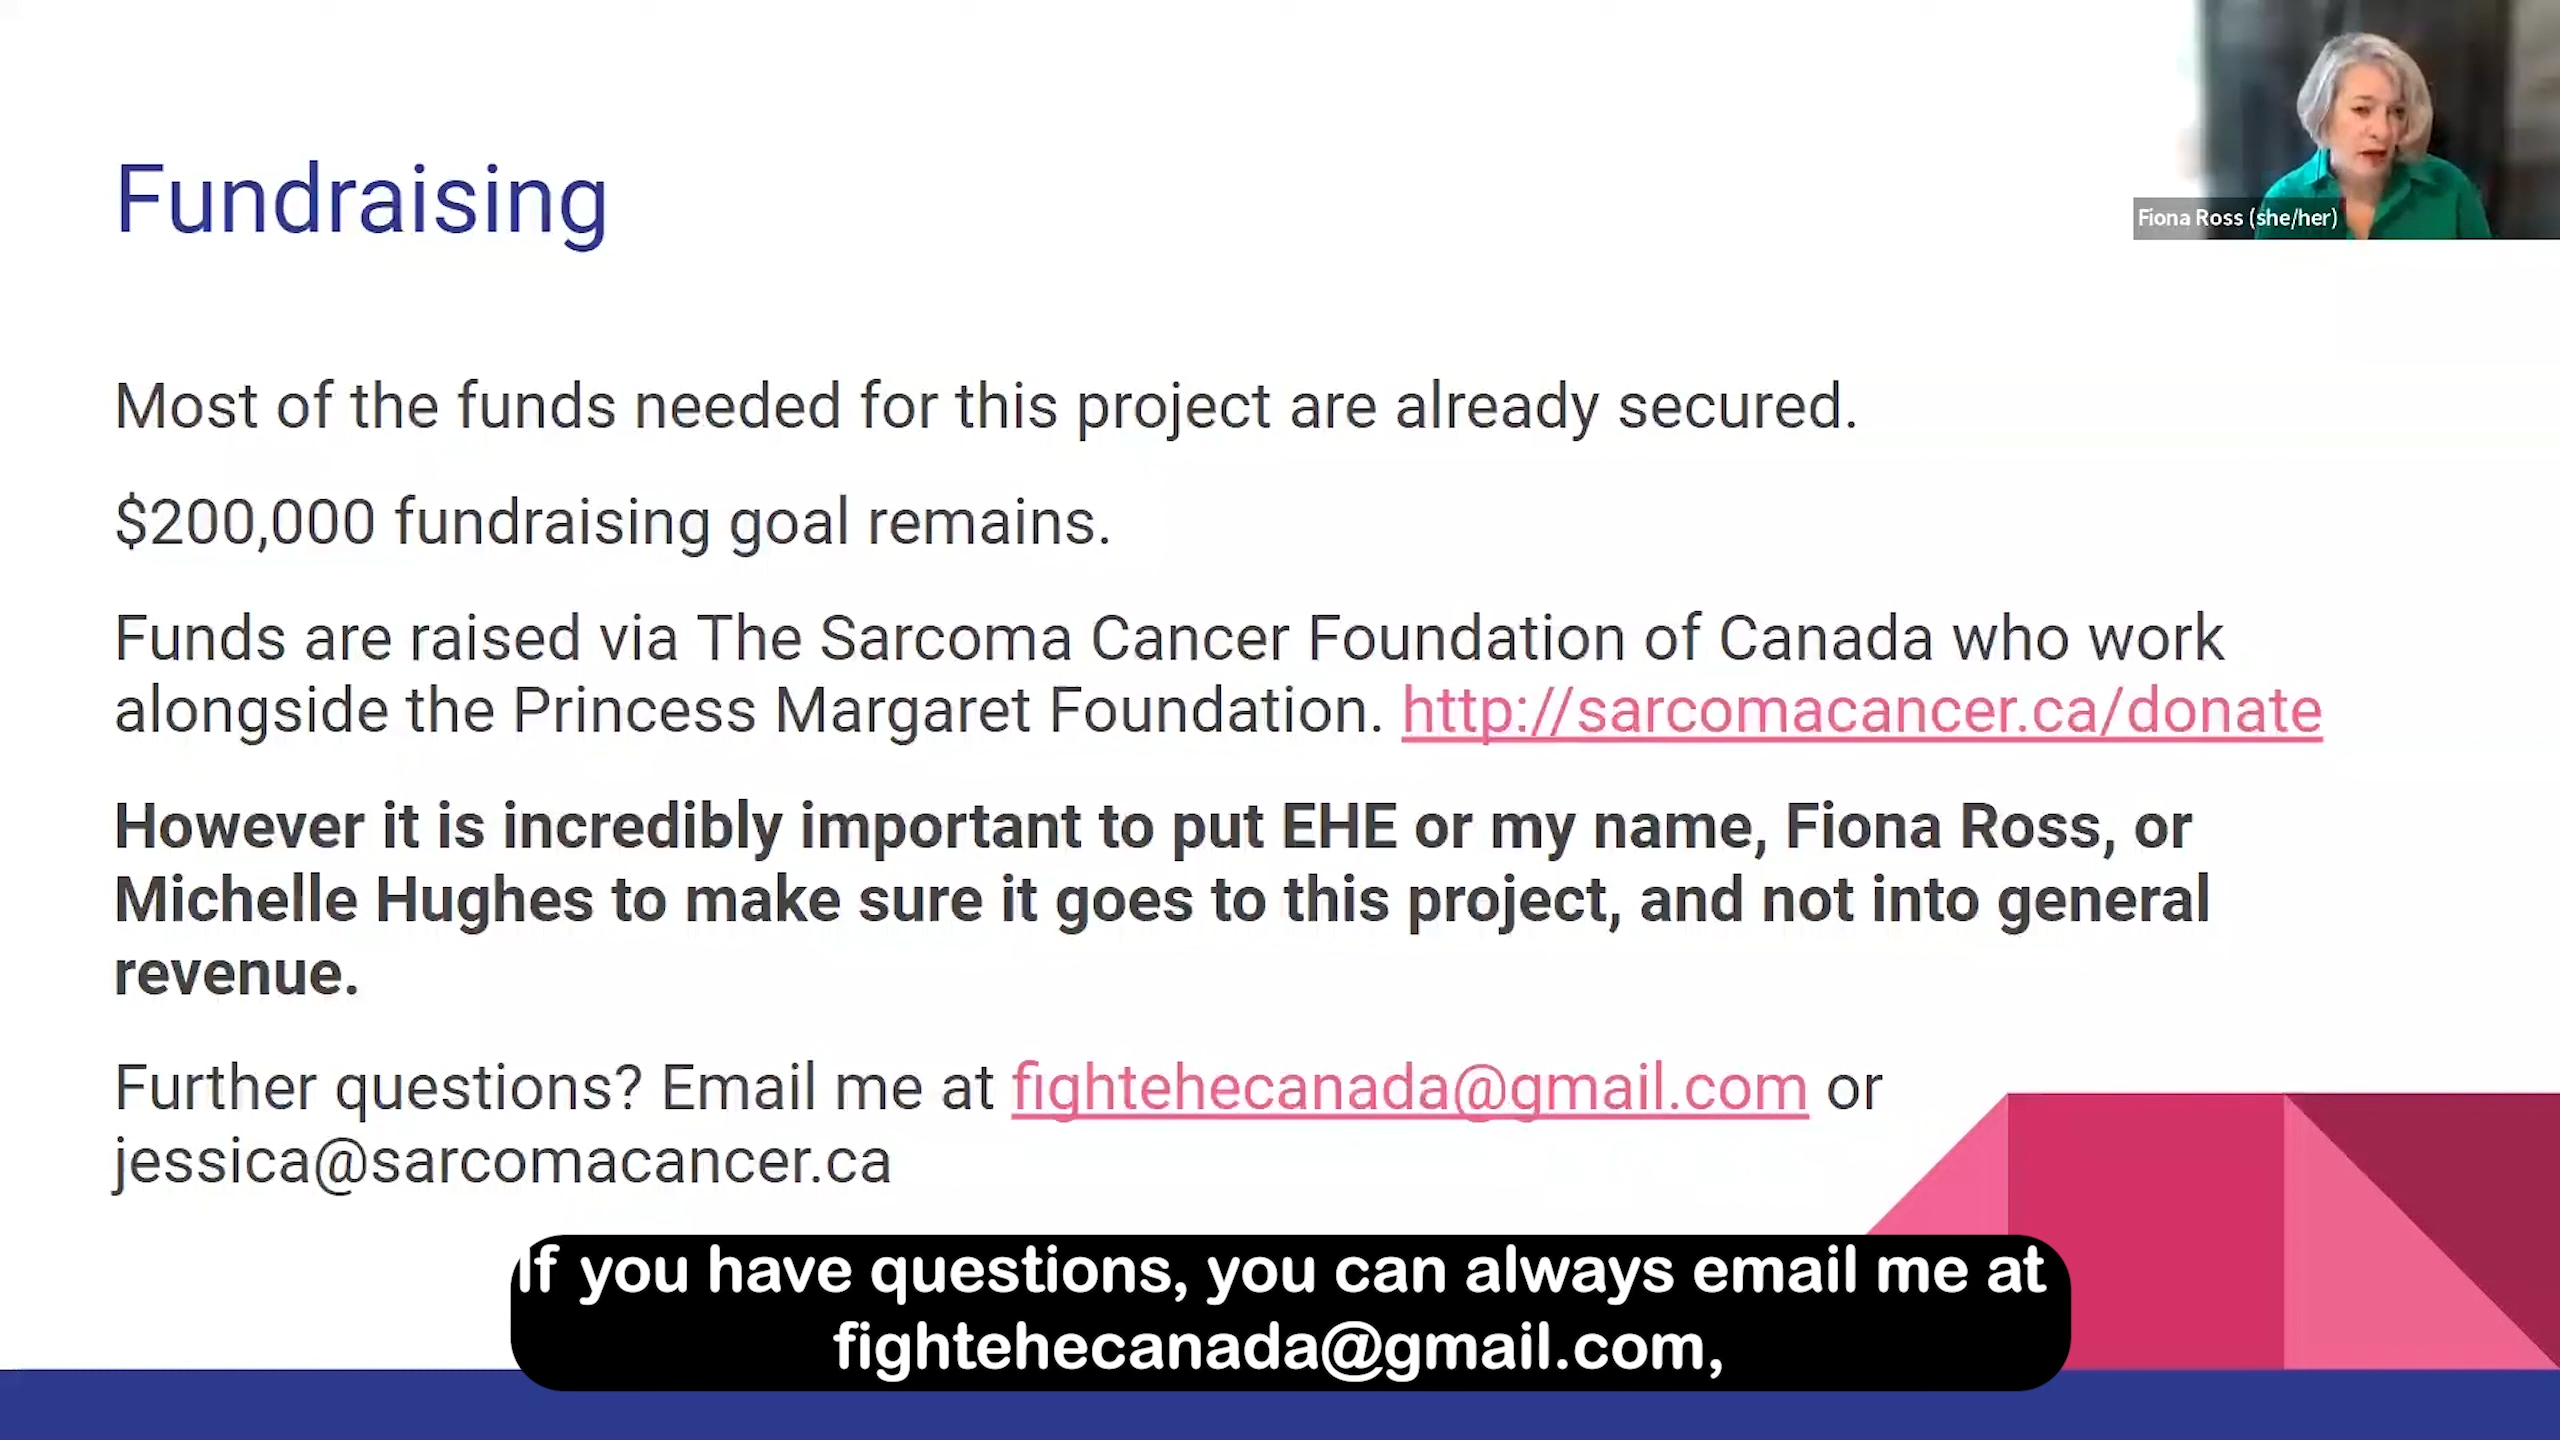 Fundraising
Fiona Ross (she/her)
Most of the funds needed for this project are already secured.
$200,000 fundraising goal remains.
Funds are raised via The Sarcoma Cancer Foundation of Canada who work
alongside the Princess Margaret Foundation. http://sarcomacancer.ca/donate
However it is incredibly important to put EHE or my name, Fiona Ross, or
Michelle Hughes to make sure it goes to this project, and not into general
revenue.
Further questions? Email me at fightehecanada@gmail.com or
jessica@sarcomacancer.ca
If you have questions, you can always email me at
fightehecanada@gmail.com,